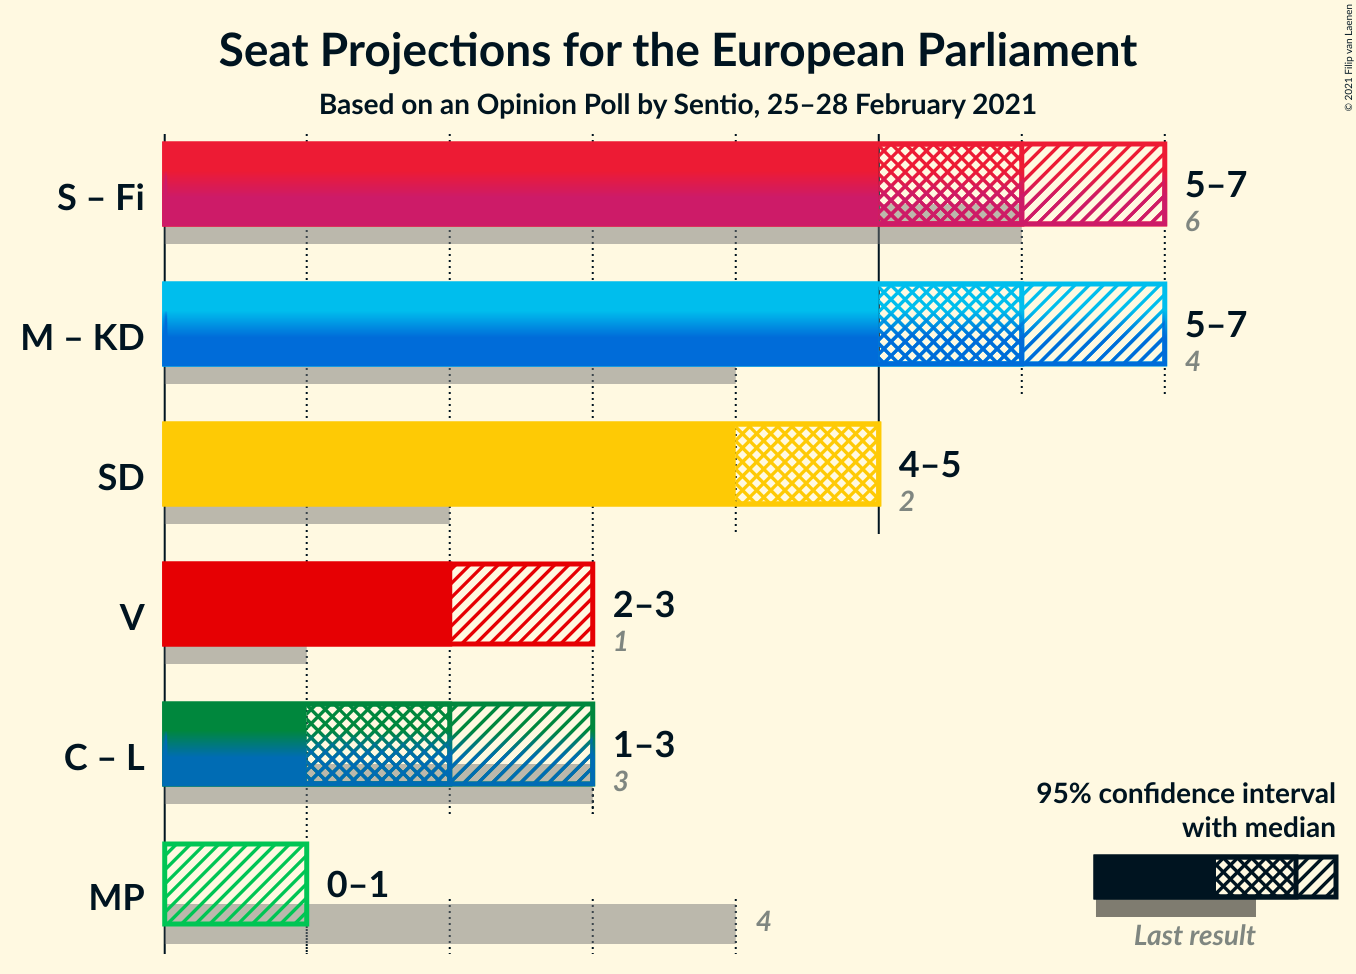 Seat Projections for the European Parliament
Based on an Opinion Poll by Sentio, 25–28 February 2021
© 2021 Filip van Laenen
S – Fi
5–7
6
M – KD
5–7
4
SD
4–5
2
V
2–3
1
C – L
1–3
3
MP
0–1
4
95% confidence interval
with median
Last result